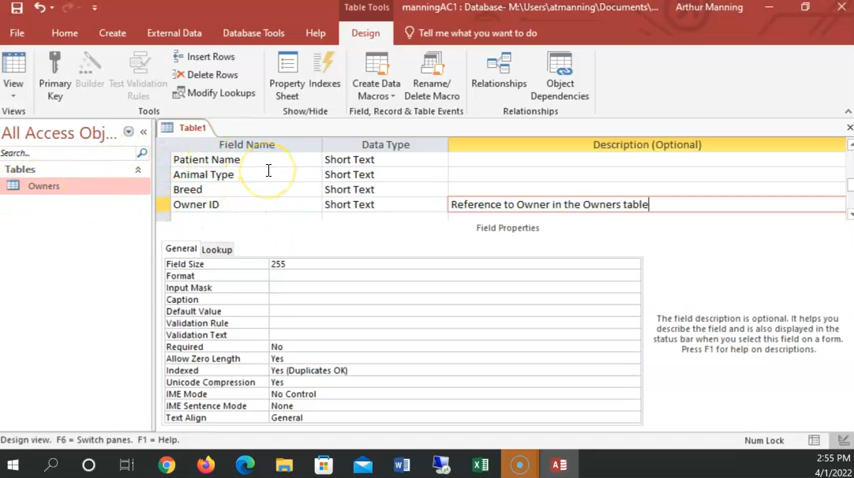 Table Tools
manningAC1 : Database- M:\Users\atmanning\Documents\...
Arthur Manning
File
Home
Create
External Data
Database Tools
Help
Design
Tell me what you want to do
View
Primary Key
Builder
Test Validation Rules
Insert Rows
Delete Rows
Modify Lookups
Property Sheet
Indexes
Create Data Macros
Rename/ Delete Macro
Relationships
Object Dependencies
Views
Tools
Show/Hide
Field, Record & Table Events
Relationships
All Access Obj...
Search...
Tables
Owners
Table1
Field Name Data Type Description (Optional)
Patient Name Short Text
Animal Type Short Text
Breed Short Text
Owner ID Short Text Reference to Owner in the Owners table
Field Properties
General Lookup
Field Size 255
Format
Input Mask
Caption
Default Value
Validation Rule
Validation Text
Required No
Allow Zero Length Yes
Indexed Yes (Duplicates OK)
Unicode Compression Yes
IME Mode No Control
IME Sentence Mode None
Text Align General
The field description is optional. It helps you
describe the field and is also displayed in the
status bar when you select this field on a form.
Press F1 for help on descriptions.
Design view. F6 = Switch panes. F1 = Help.
Num Lock
2:55 PM
4/1/2022